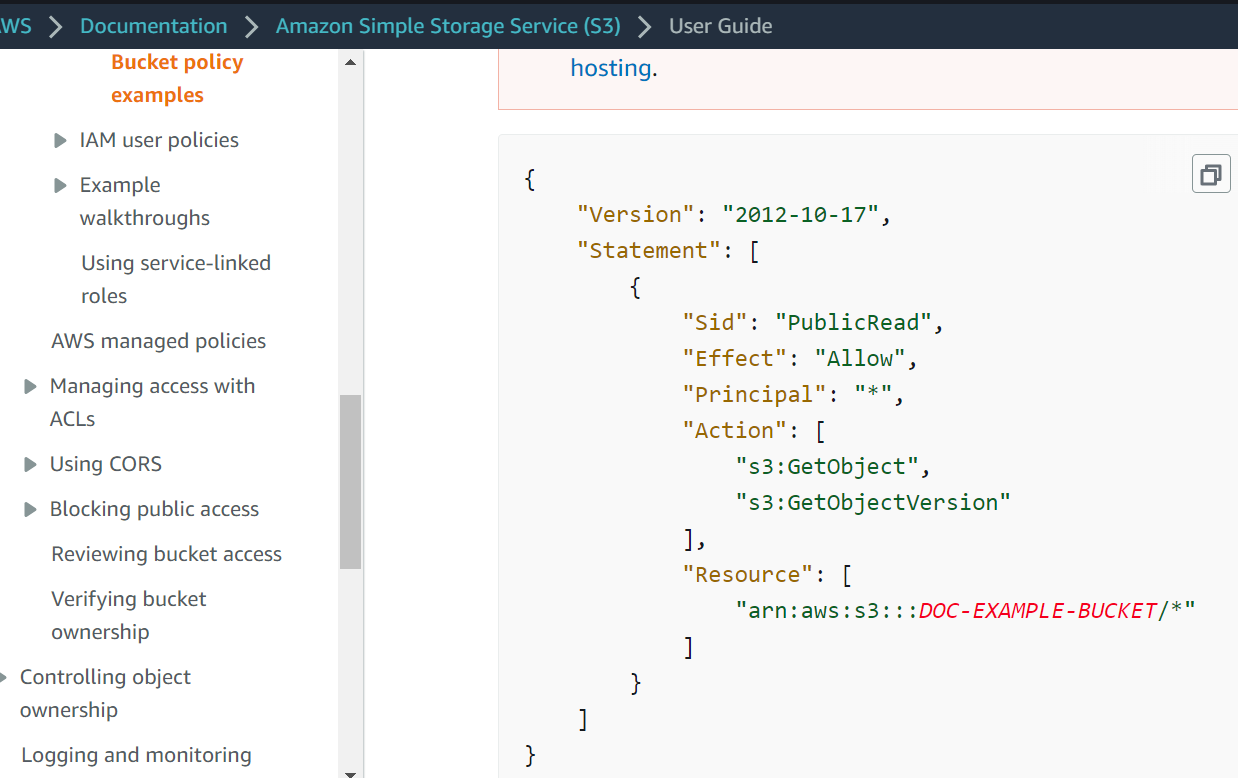 WS > Documentation > Amazon Simple Storage Service (S3) > User Guide
Bucket policy
examples
IAM user policies
Example
walkthroughs
Using service-linked
roles
AWS managed policies
Managing access with
ACLs
Using CORS
Blocking public access
Reviewing bucket access
Verifying bucket
ownership
Controlling object
ownership
Logging and monitoring
hosting.
{
"Version": "2012-10-17",
"Statement": [
{
"Sid": "PublicRead",
"Effect": "Allow",
"Principal": "*",
"Action": [
"s3:GetObject",
"s3:GetObjectVersion"
],
"Resource": [
"arn:aws:s3:::DOC-EXAMPLE-BUCKET/*"
]
}
]
}